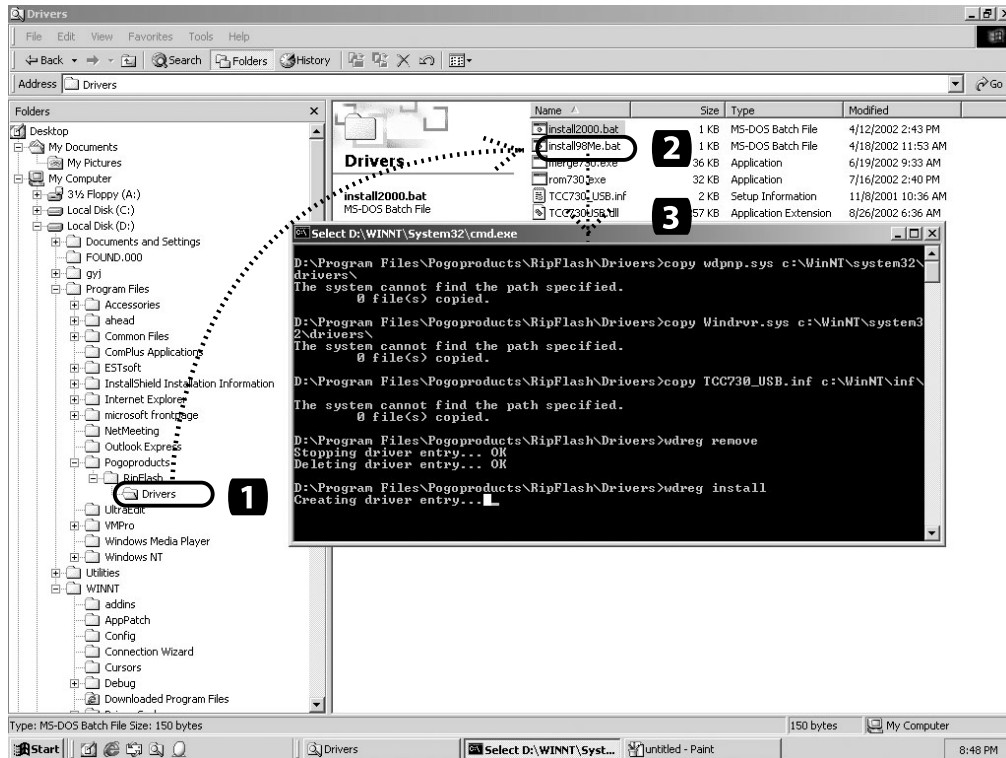 Drivers
File Edit View Favorites Tools Help
Back Search Folders History
Address Drivers Go
Folders
Desktop
My Documents
My Pictures
My Computer
3½ Floppy (A:)
Local Disk (C:)
Local Disk (D:)
Documents and Settings
FOUND.000
gyj
Program Files
Accessories
ahead
Common Files
ComPlus Applications
ESTsoft
InstallShield Installation Information
Internet Explorer
microsoft frontpage
NetMeeting
Outlook Express
Pogoproducts
RipFlash
Drivers
1
UltraEdit
VMPro
Windows Media Player
Windows NT
Utilities
WINNT
addins
AppPatch
Config
Connection Wizard
Cursors
Debug
Downloaded Program Files
Drivers
install2000.bat
MS-DOS Batch File
Name Size Type Modified
install2000.bat 1 KB MS-DOS Batch File 4/12/2002 2:43 PM
install98Me.bat 1 KB MS-DOS Batch File 4/18/2002 11:53 AM
2
merge730.exe 36 KB Application 6/19/2002 9:33 AM
rom730.exe 32 KB Application 7/16/2002 2:40 PM
TCC730_USB.inf 2 KB Setup Information 11/8/2001 10:36 AM
TCC730_USB.dll 57 KB Application Extension 8/26/2002 6:36 AM
3
Select D:\WINNT\System32\cmd.exe
D:\Program Files\Pogoproducts\RipFlash\Drivers>copy wdpnp.sys c:\WinNT\system32\
drivers\
The system cannot find the path specified.
0 file(s) copied.
D:\Program Files\Pogoproducts\RipFlash\Drivers>copy Windrvr.sys c:\WinNT\system3
2\drivers\
The system cannot find the path specified.
0 file(s) copied.
D:\Program Files\Pogoproducts\RipFlash\Drivers>copy TCC730_USB.inf c:\WinNT\inf\
The system cannot find the path specified.
0 file(s) copied.
D:\Program Files\Pogoproducts\RipFlash\Drivers>wdreg remove
Stopping driver entry... OK
Deleting driver entry... OK
D:\Program Files\Pogoproducts\RipFlash\Drivers>wdreg install
Creating driver entry...
Type: MS-DOS Batch File Size: 150 bytes 150 bytes My Computer
Start Drivers Select D:\WINNT\Syst... untitled - Paint 8:48 PM